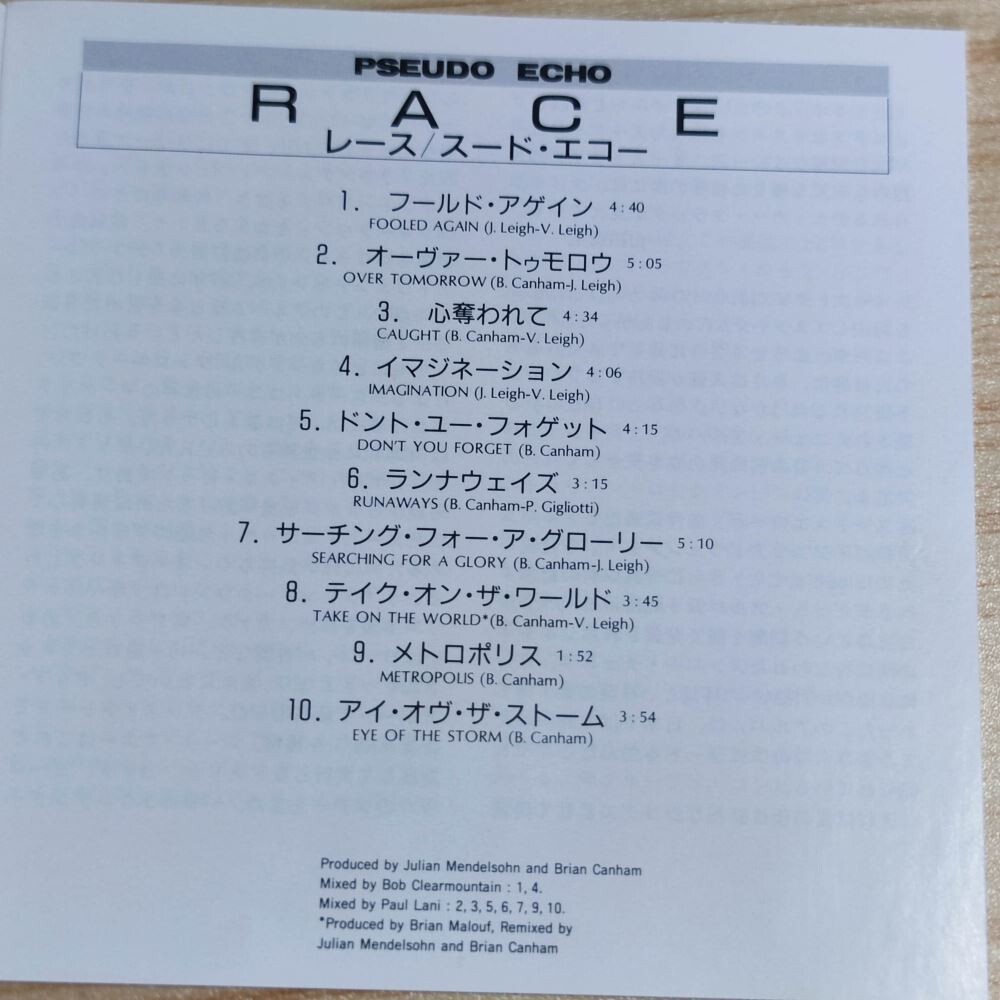 PSEUDO ECHO
RACE
レース/スード・エコー
1. フールド・アゲイン 4:40
FOOLED AGAIN (J. Leigh-V. Leigh)
2. オーヴァー・トゥモロウ 5:05
OVER TOMORROW (B. Canham-J. Leigh)
3. 心奪われて 4:34
CAUGHT (B. Canham-V. Leigh)
4. イマジネーション 4:06
IMAGINATION (J. Leigh-V. Leigh)
5. ドント・ユー・フォゲット 4:15
DON'T YOU FORGET (B. Canham)
6. ランナウェイズ 3:15
RUNAWAYS (B. Canham-P. Gigliotti)
7. サーチング・フォー・ア・グローリー 5:10
SEARCHING FOR A GLORY (B. Canham-J. Leigh)
8. テイク・オン・ザ・ワールド 3:45
TAKE ON THE WORLD*(B. Canham-V. Leigh)
9. メトロポリス 1:52
METROPOLIS (B. Canham)
10. アイ・オヴ・ザ・ストーム 3:54
EYE OF THE STORM (B. Canham)
Produced by Julian Mendelsohn and Brian Canham
Mixed by Bob Clearmountain : 1, 4.
Mixed by Paul Lani : 2, 3, 5, 6, 7, 9, 10.
*Produced by Brian Malouf, Remixed by
Julian Mendelsohn and Brian Canham